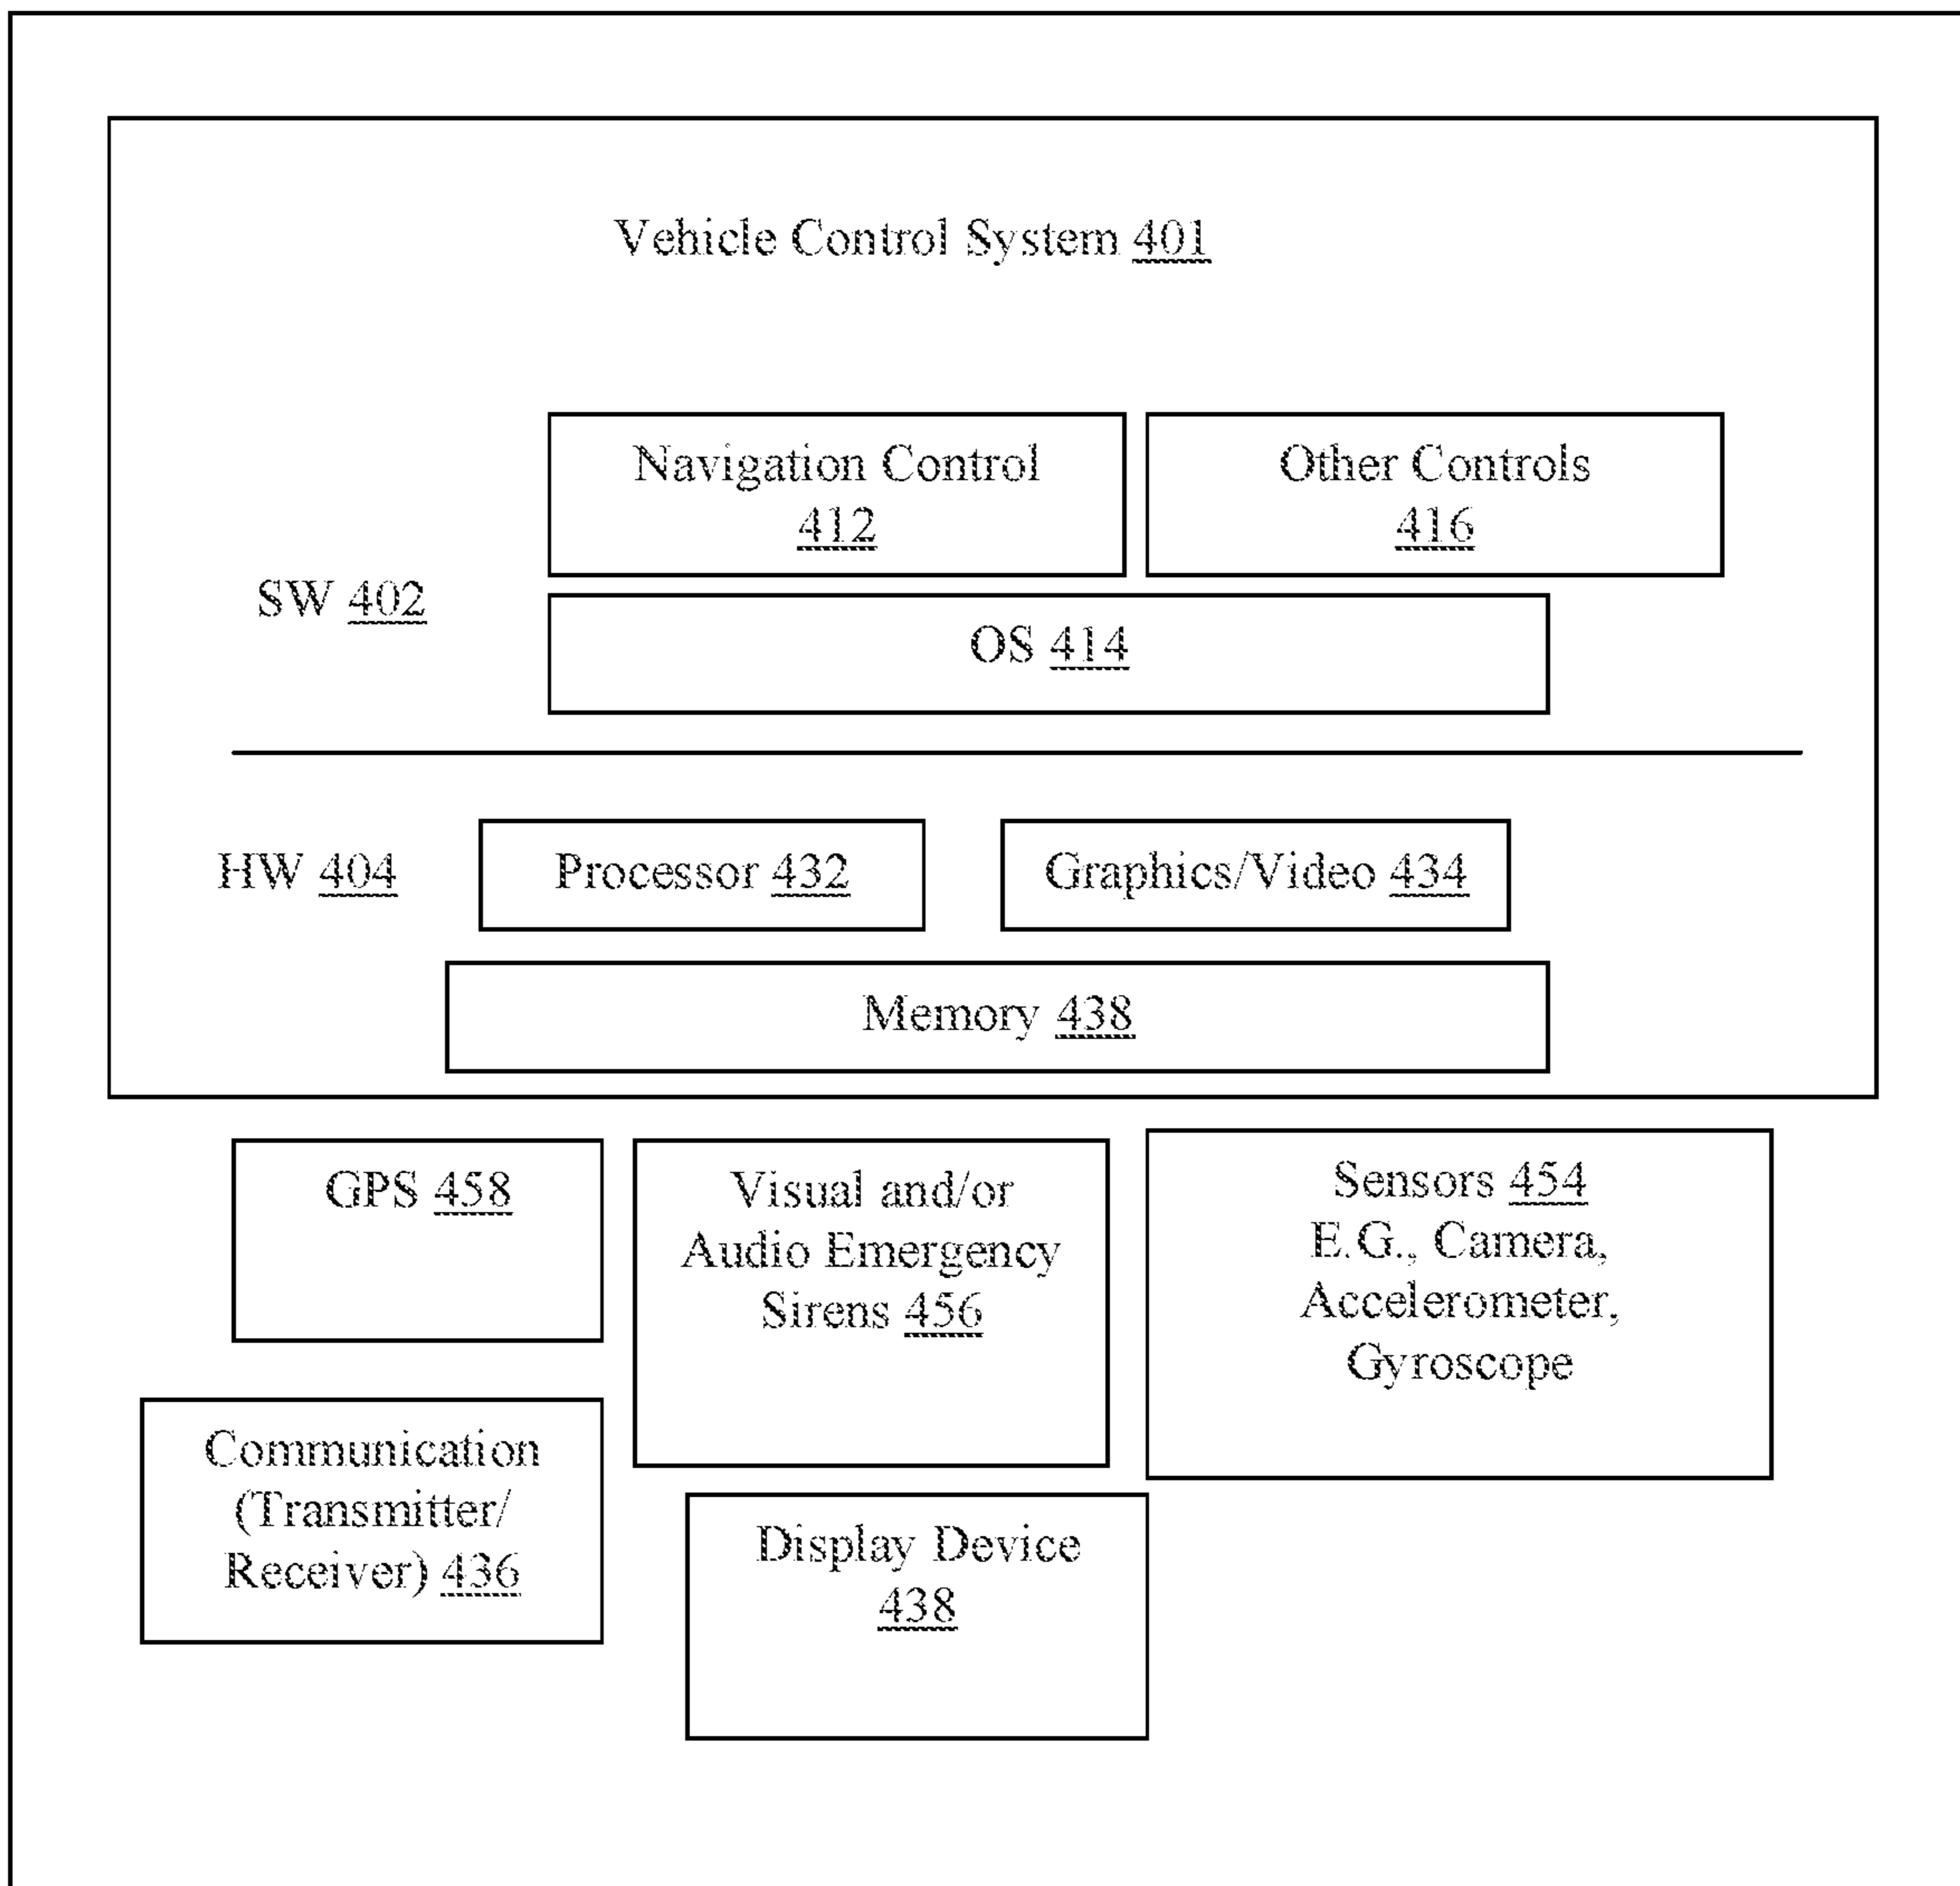 Vehicle Control System 401
Navigation Control
412
Other Controls
416
SW 402
OS 414
HW 404
Processor 432
Graphics/Video 434
Memory 438
GPS 458
Visual and/or
Audio Emergency
Sirens 456
Sensors 454
E.G., Camera,
Accelerometer,
Gyroscope
Communication
(Transmitter/
Receiver) 436
Display Device
438